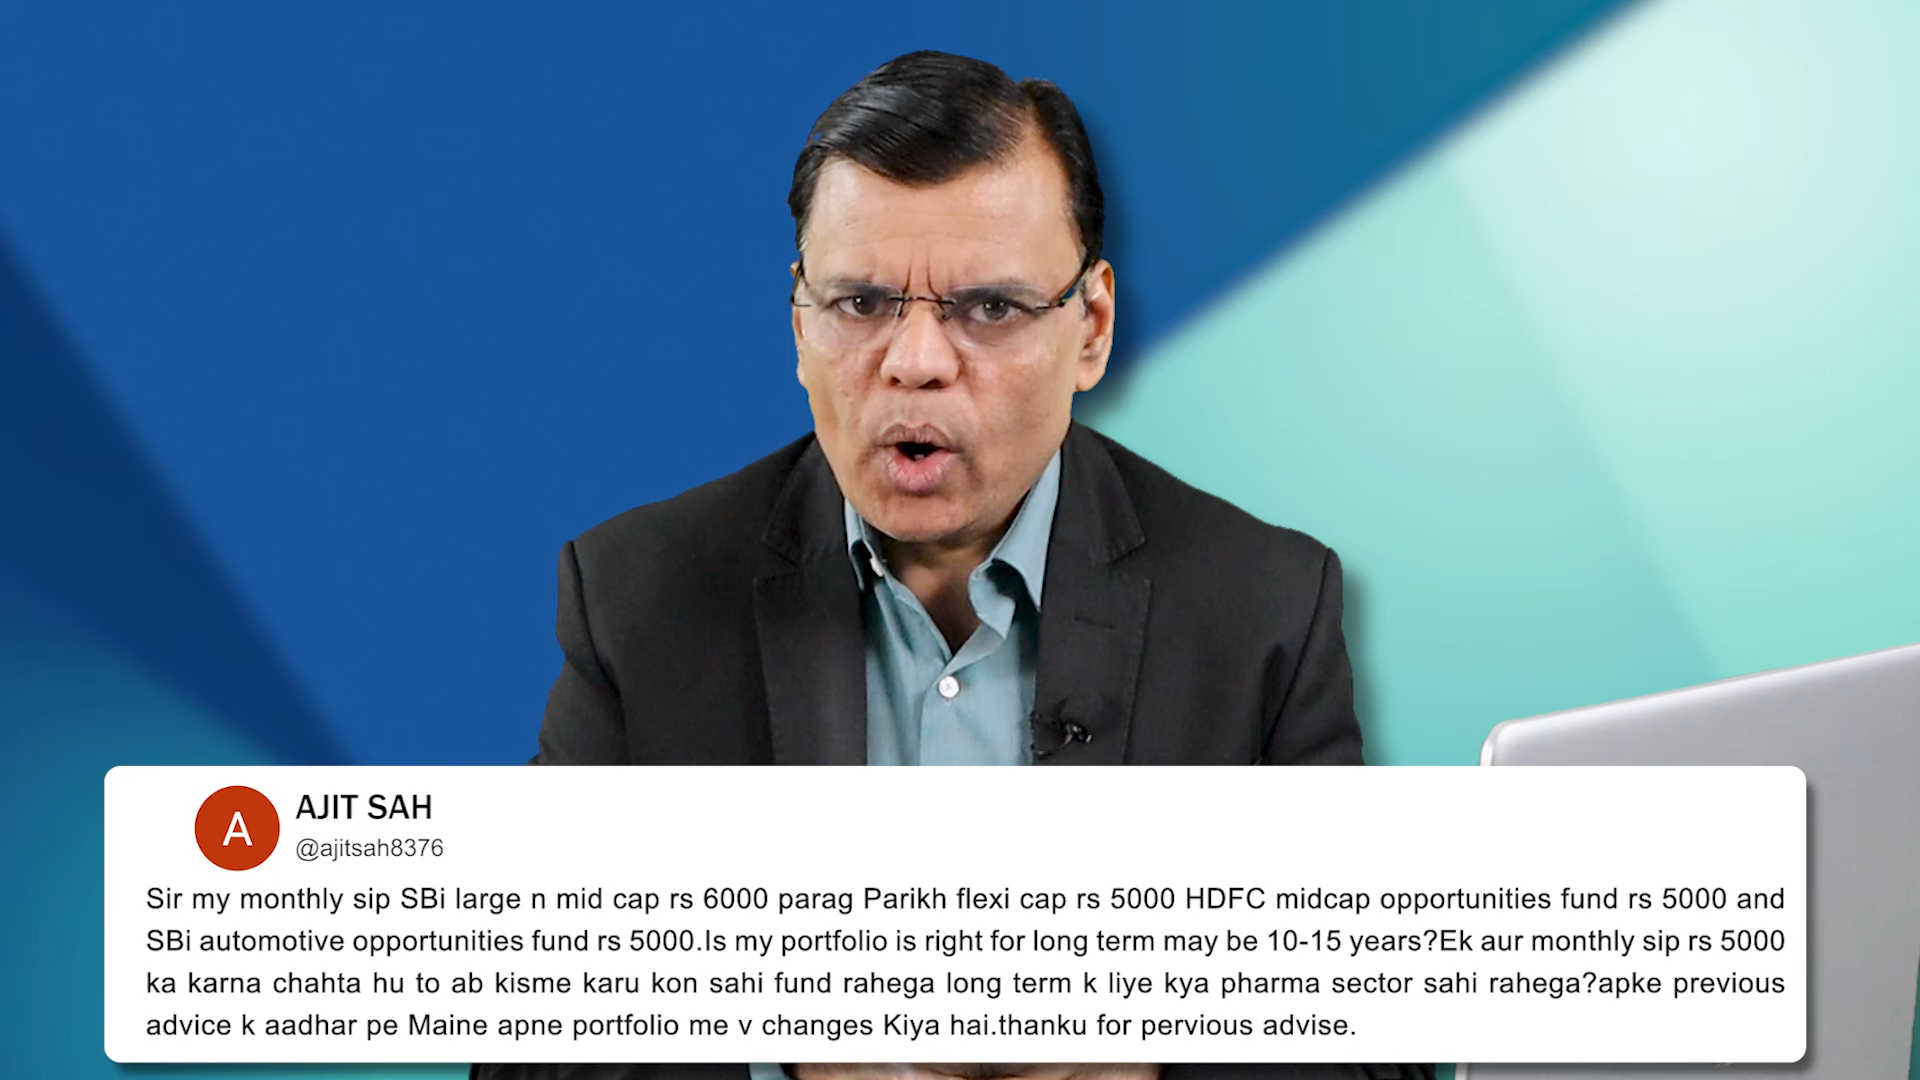 A
AJIT SAH
@ajitsah8376
Sir my monthly sip SBi large n mid cap rs 6000 parag Parikh flexi cap rs 5000 HDFC midcap opportunities fund rs 5000 and
SBi automotive opportunities fund rs 5000.Is my portfolio is right for long term may be 10-15 years?Ek aur monthly sip rs 5000
ka karna chahta hu to ab kisme karu kon sahi fund rahega long term k liye kya pharma sector sahi rahega?apke previous
advice k aadhar pe Maine apne portfolio me v changes Kiya hai.thanku for pervious advise.